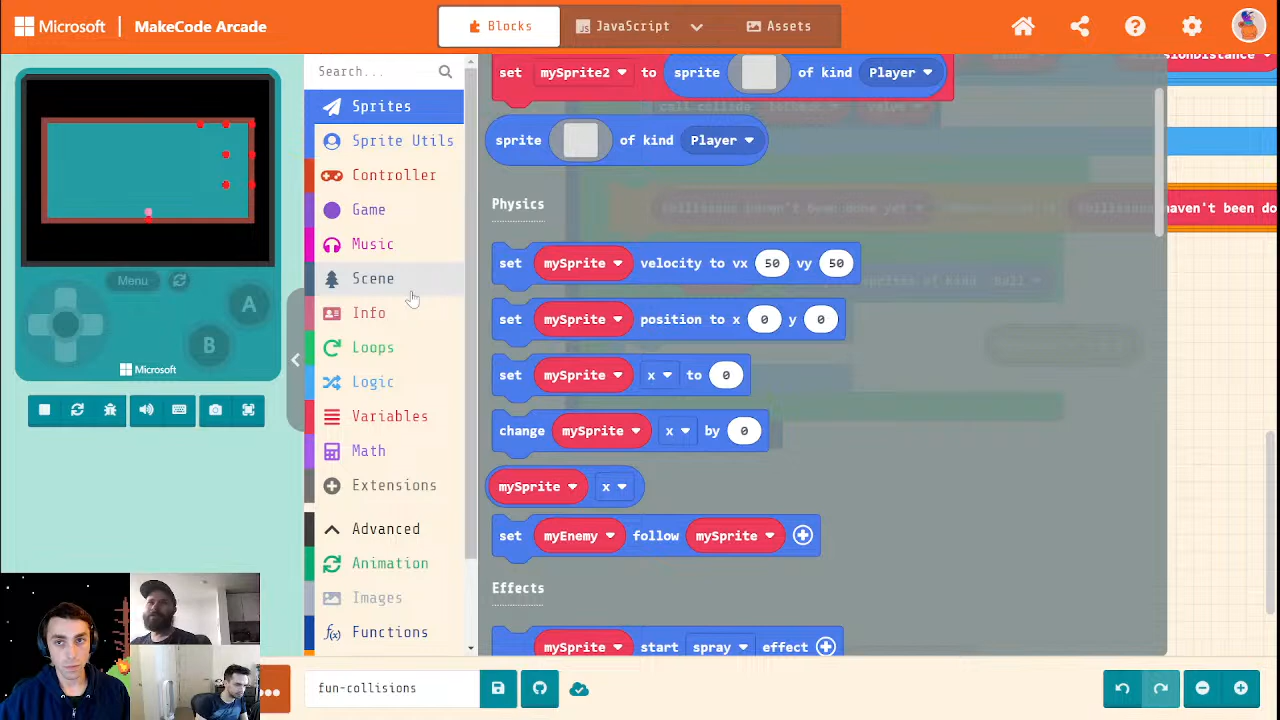 Microsoft
MakeCode Arcade
Blocks
JavaScript
Assets
Search...
Sprites
Sprite Utils
Controller
Game
Music
Scene
Info
Loops
Logic
Variables
Math
Extensions
Advanced
Animation
Images
Functions
set mySprite2 to sprite of kind Player
sprite of kind Player
Physics
set mySprite velocity to vx 50 vy 50
set mySprite position to x 0 y 0
set mySprite x to 0
change mySprite x by 0
mySprite x
set myEnemy follow mySprite
Effects
mySprite start spray effect
call collide
value
haven't been do
Menu
A
B
Microsoft
fun-collisions